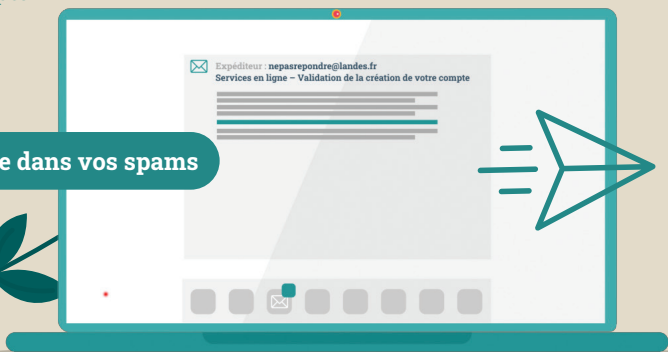 Expéditeur : nepasrepondre@landes.fr
Services en ligne – Validation de la création de votre compte
dans vos spams